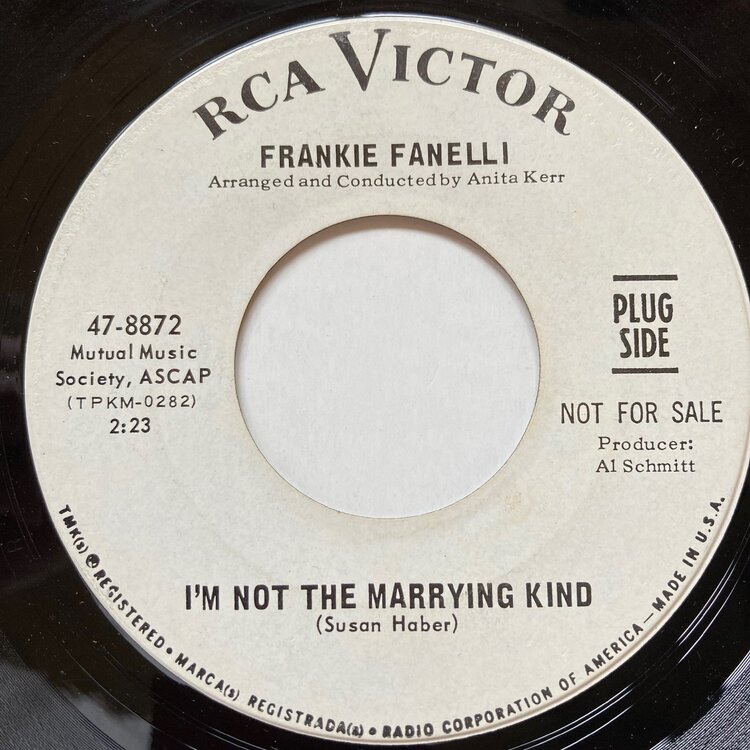 RCA VICTOR
FRANKIE FANELLI
Arranged and Conducted by Anita Kerr
47-8872
Mutual Music
Society, ASCAP
(TPKM-0282)
2:23
PLUG
SIDE
NOT FOR SALE
Producer:
Al Schmitt
I'M NOT THE MARRYING KIND
(Susan Haber)
TMK(s) ® REGISTERED • MARCA(s) REGISTRADA(s) • RADIO CORPORATION OF AMERICA—MADE IN U.S.A.